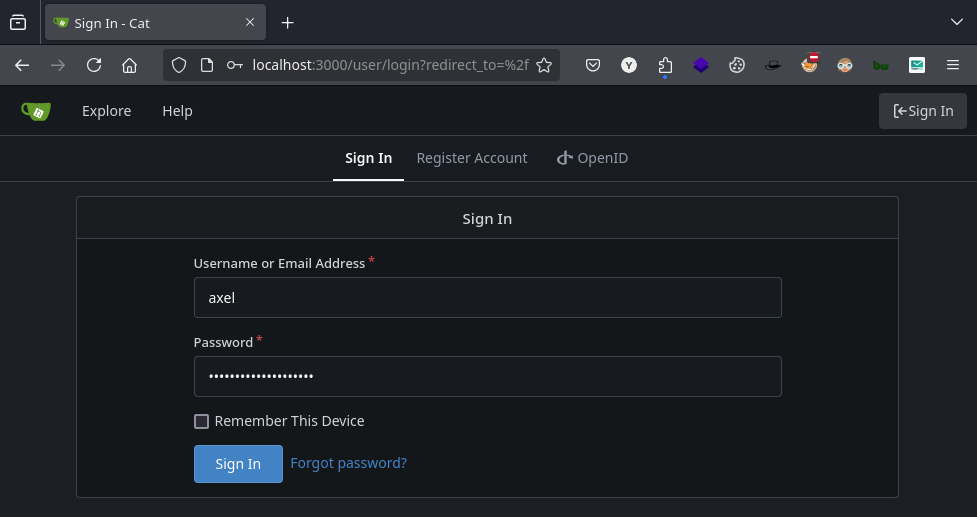 Sign In - Cat
localhost:3000/user/login?redirect_to=%2f
Explore Help Sign In
Sign In Register Account OpenID
Sign In
Username or Email Address *
axel
Password *
••••••••••••••••••••
Remember This Device
Sign In Forgot password?